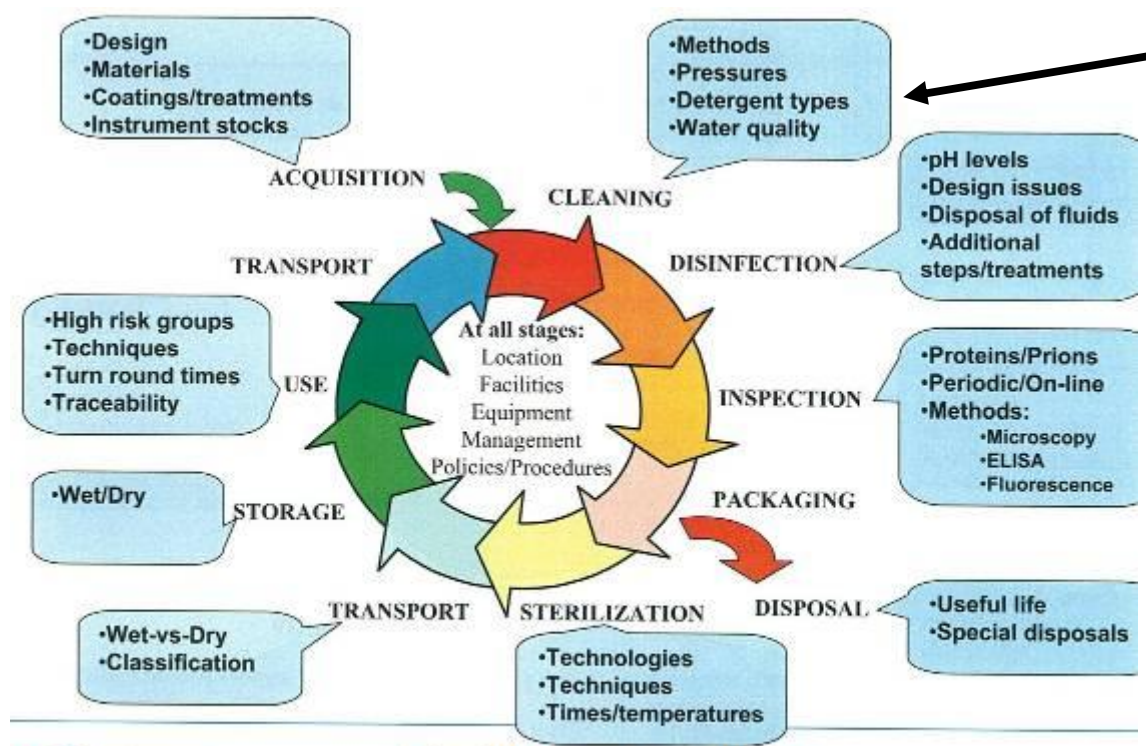 •Design
•Materials
•Coatings/treatments
•Instrument stocks
•Methods
•Pressures
•Detergent types
•Water quality
ACQUISITION
CLEANING
•pH levels
•Design issues
•Disposal of fluids
•Additional
steps/treatments
TRANSPORT
DISINFECTION
•High risk groups
•Techniques
•Turn round times
•Traceability
USE
At all stages:
Location
Facilities
Equipment
Management
Policies/Procedures
INSPECTION
•Proteins/Prions
•Periodic/On-line
•Methods:
•Microscopy
•ELISA
•Fluorescence
•Wet/Dry
STORAGE
PACKAGING
TRANSPORT
STERILIZATION
DISPOSAL
•Useful life
•Special disposals
•Wet-vs-Dry
•Classification
•Technologies
•Techniques
•Times/temperatures